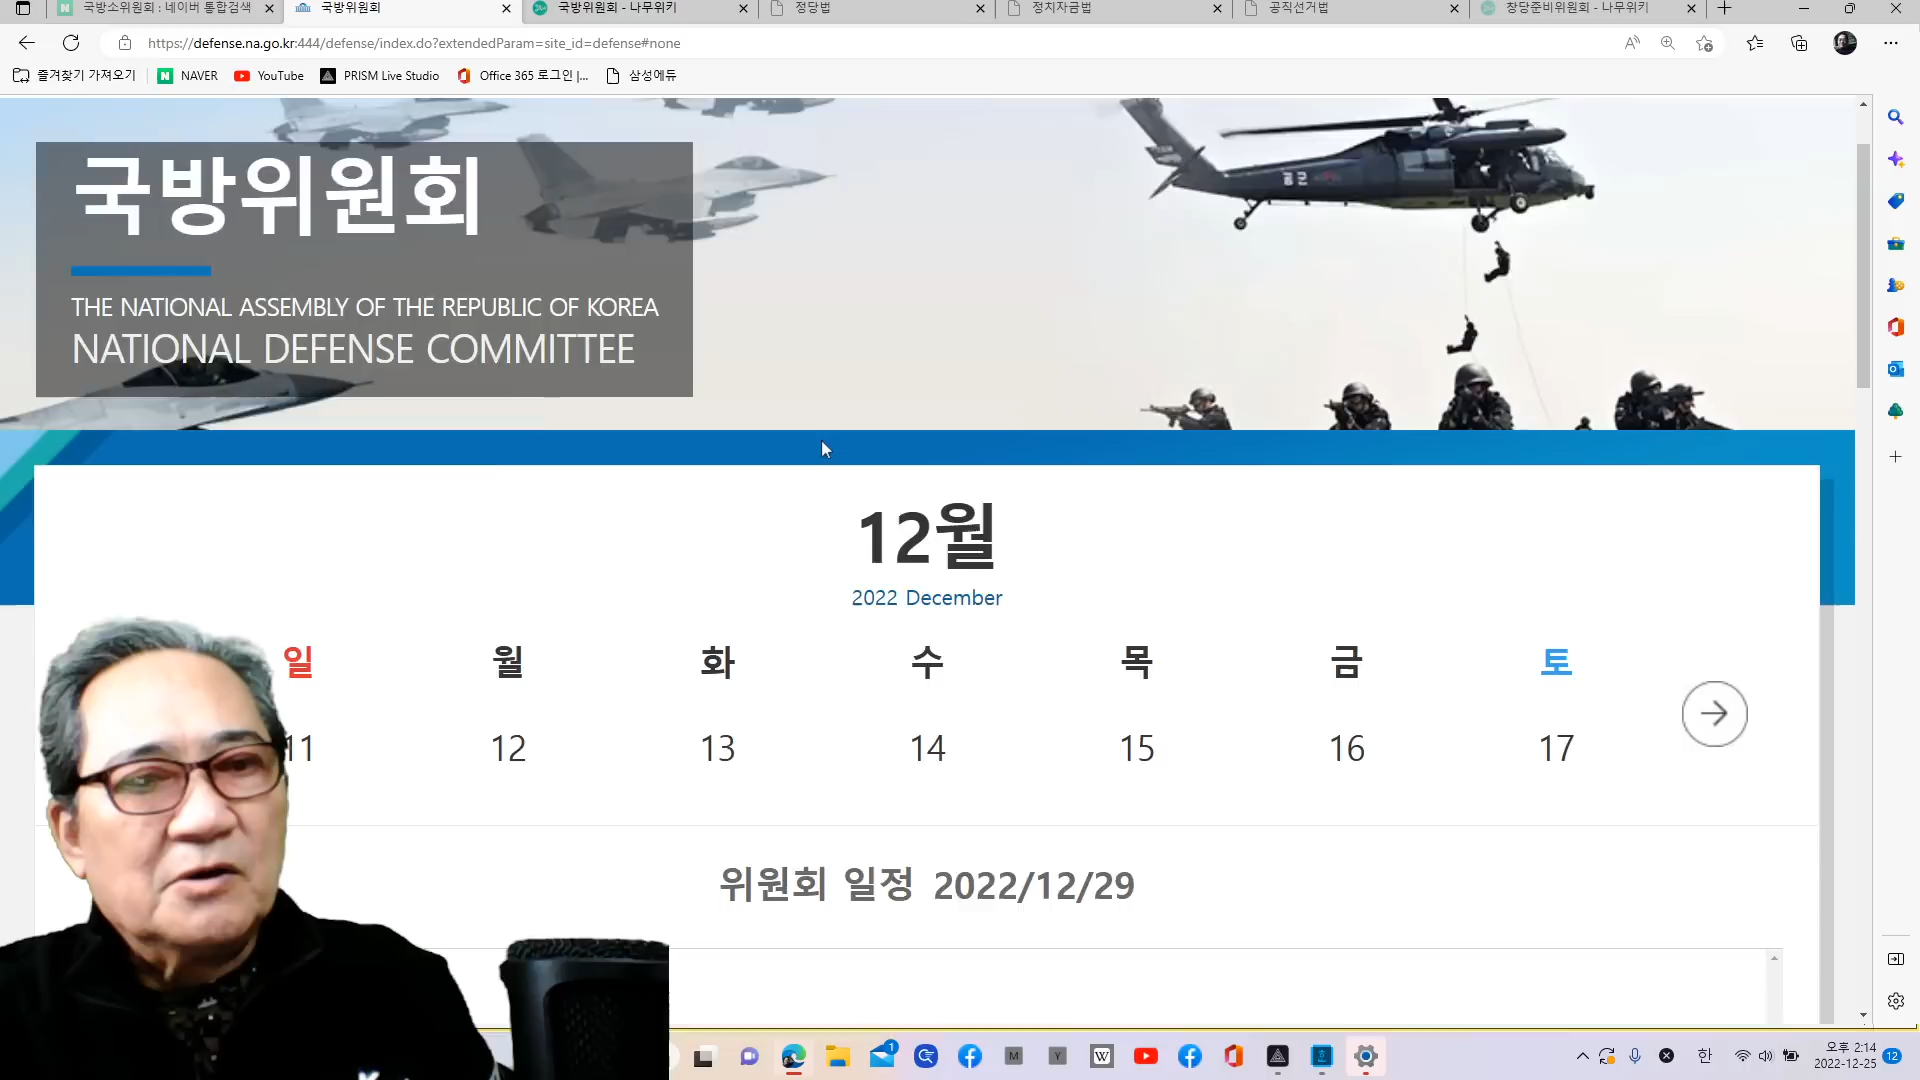 국방소위원회 : 네이버 통합검색
국방위원회
국방위원회 - 나무위키
정당법
정치자금법
공직선거법
창당준비위원회 - 나무위키
https://defense.na.go.kr:444/defense/index.do?extendedParam=site_id=defense#none
즐겨찾기 가져오기
NAVER
YouTube
PRISM Live Studio
Office 365 로그인 |...
삼성에듀
국방위원회
THE NATIONAL ASSEMBLY OF THE REPUBLIC OF KOREA
NATIONAL DEFENSE COMMITTEE
공군
12월
2022 December
일 월 화 수 목 금 토
11 12 13 14 15 16 17
위원회 일정 2022/12/29
한
오후 2:14
2022-12-25
12